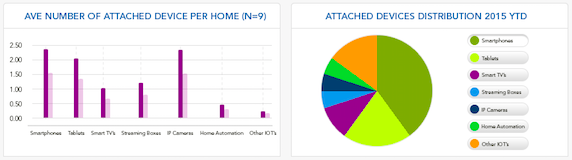 AVE NUMBER OF ATTACHED DEVICE PER HOME (N=9)
2.50
2.00
1.50
1.00
0.50
0.00
Smartphones Tablets Smart TV's Streaming Boxes IP Cameras Home Automation Other IOT's
ATTACHED DEVICES DISTRIBUTION 2015 YTD
Smartphones
Tablets
Smart TV's
Streaming Boxes
IP Cameras
Home Automation
Other IOT's